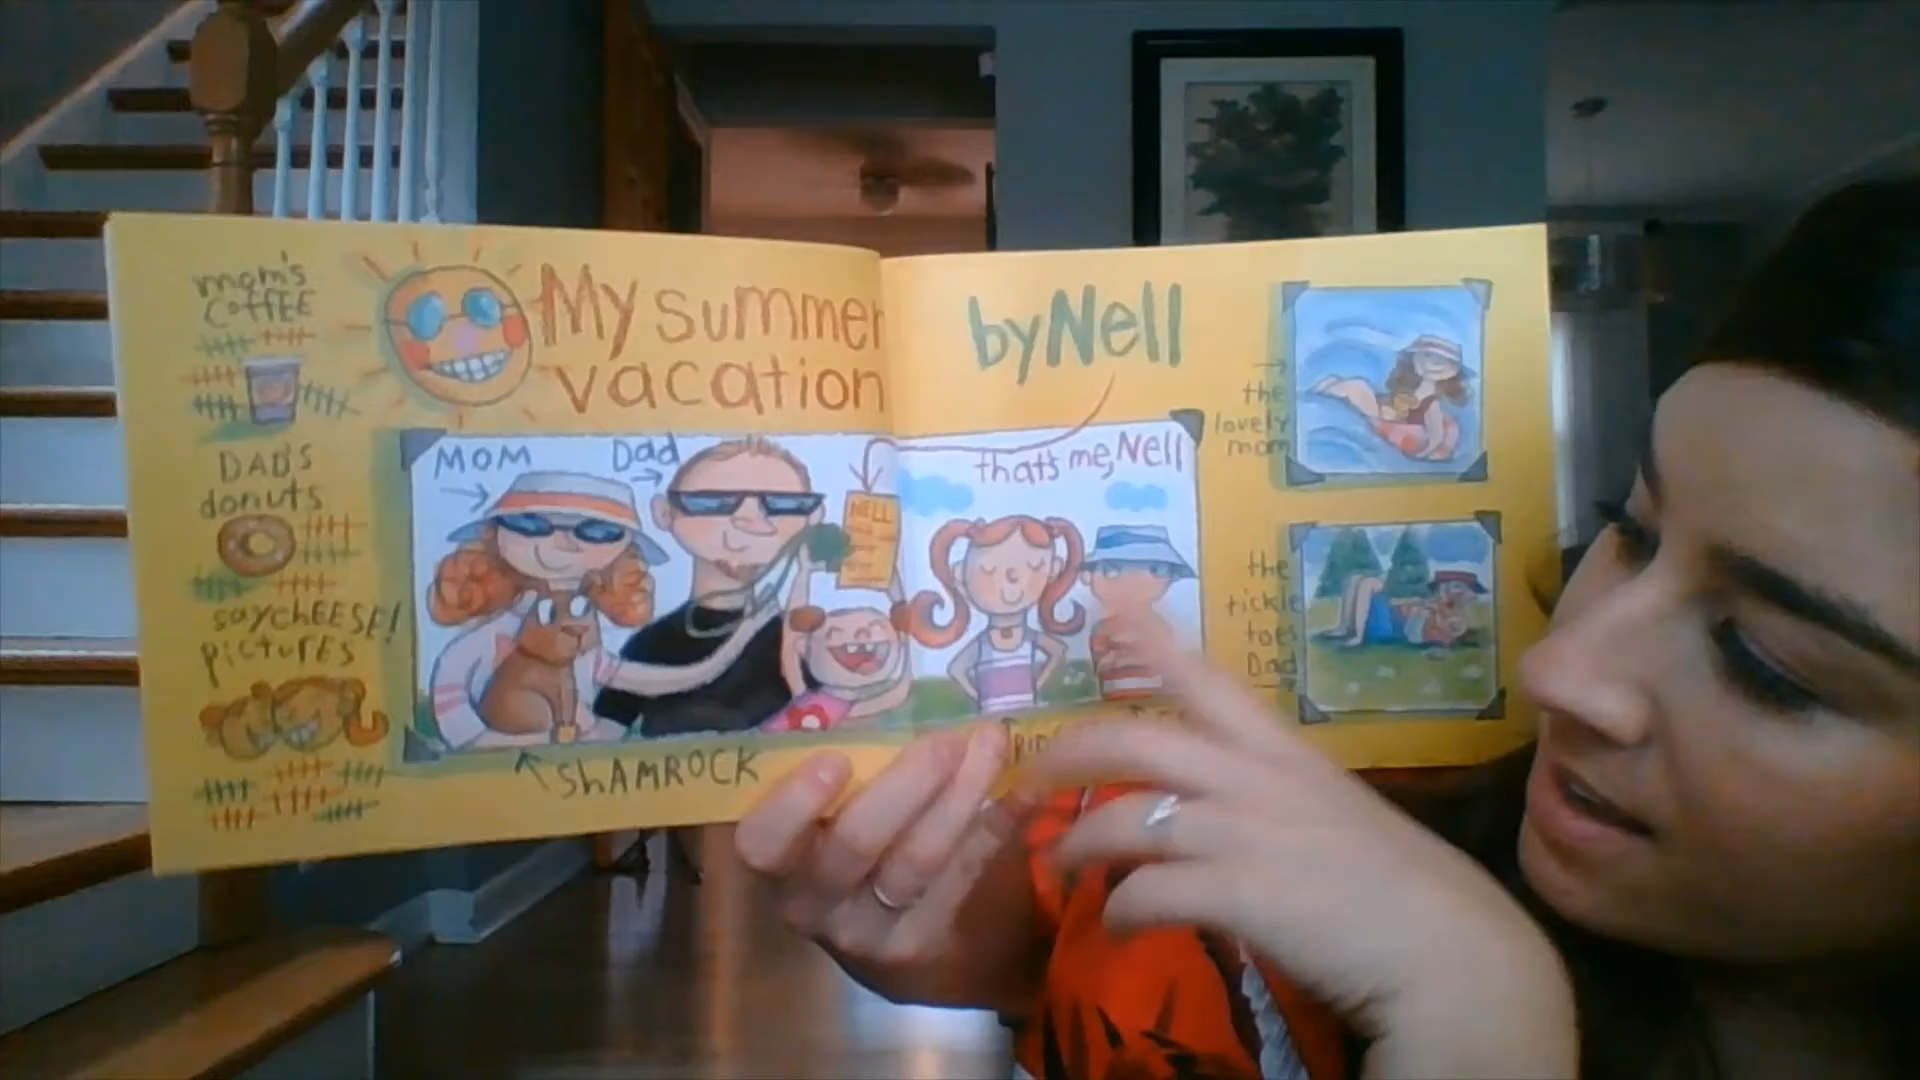 mom's
COFFEE
DAD'S
donuts
say CHEESE!
pictures
My summer
vacation
by Nell
MOM
Dad
NELL
that's me, Nell
SHAMROCK
the
lovely
mom
the
tickle
toes
Dad